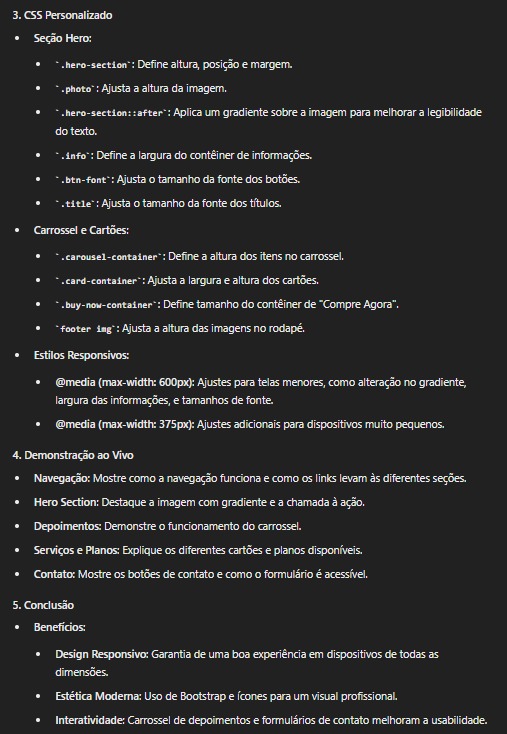 3. CSS Personalizado
• Seção Hero:
• `.hero-section`: Define altura, posição e margem.
• `.photo`: Ajusta a altura da imagem.
• `.hero-section::after`: Aplica um gradiente sobre a imagem para melhorar a legibilidade
do texto.
• `.info`: Define a largura do contêiner de informações.
• `.btn-font`: Ajusta o tamanho da fonte dos botões.
• `.title`: Ajusta o tamanho da fonte dos títulos.
• Carrossel e Cartões:
• `.carousel-container`: Define a altura dos itens no carrossel.
• `.card-container`: Ajusta a largura e altura dos cartões.
• `.buy-now-container`: Define tamanho do contêiner de "Compre Agora".
• `footer img`: Ajusta a altura das imagens no rodapé.
• Estilos Responsivos:
• @media (max-width: 600px): Ajustes para telas menores, como alteração no gradiente,
largura das informações, e tamanhos de fonte.
• @media (max-width: 375px): Ajustes adicionais para dispositivos muito pequenos.
4. Demonstração ao Vivo
• Navegação: Mostre como a navegação funciona e como os links levam às diferentes seções.
• Hero Section: Destaque a imagem com gradiente e a chamada à ação.
• Depoimentos: Demonstre o funcionamento do carrossel.
• Serviços e Planos: Explique os diferentes cartões e planos disponíveis.
• Contato: Mostre os botões de contato e como o formulário é acessível.
5. Conclusão
• Benefícios:
• Design Responsivo: Garantia de uma boa experiência em dispositivos de todas as
dimensões.
• Estética Moderna: Uso de Bootstrap e ícones para um visual profissional.
• Interatividade: Carrossel de depoimentos e formulários de contato melhoram a usabilidade.